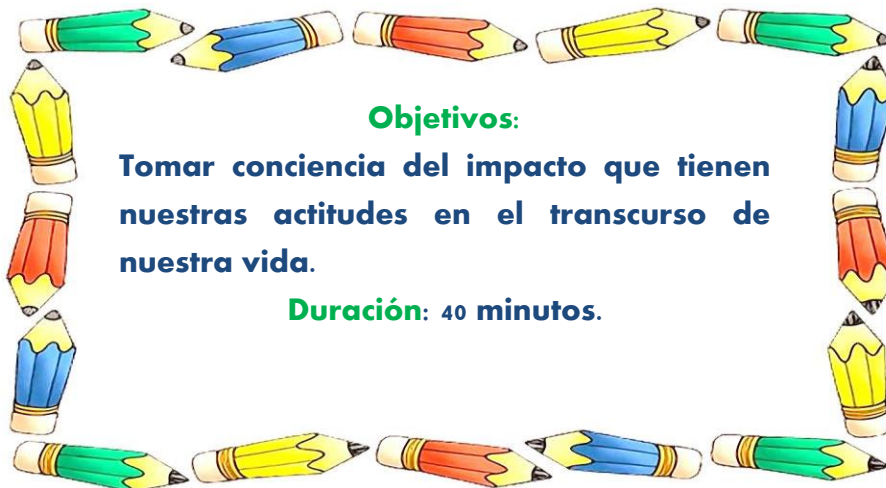 Objetivos:
Tomar conciencia del impacto que tienen
nuestras actitudes en el transcurso de
nuestra vida.
Duración: 40 minutos.